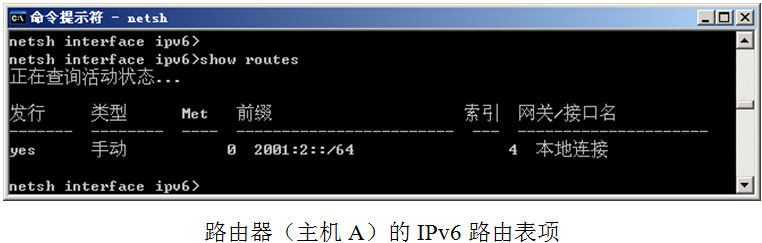 命令提示符 - netsh
netsh interface ipv6>
netsh interface ipv6>show routes
正在查询活动状态...
发行 类型 Met 前缀 索引 网关/接口名
------- -------- ---- ------------------------ --- ---------------------
yes 手动 0 2001:2::/64 4 本地连接
netsh interface ipv6>
路由器（主机 A）的 IPv6 路由表项